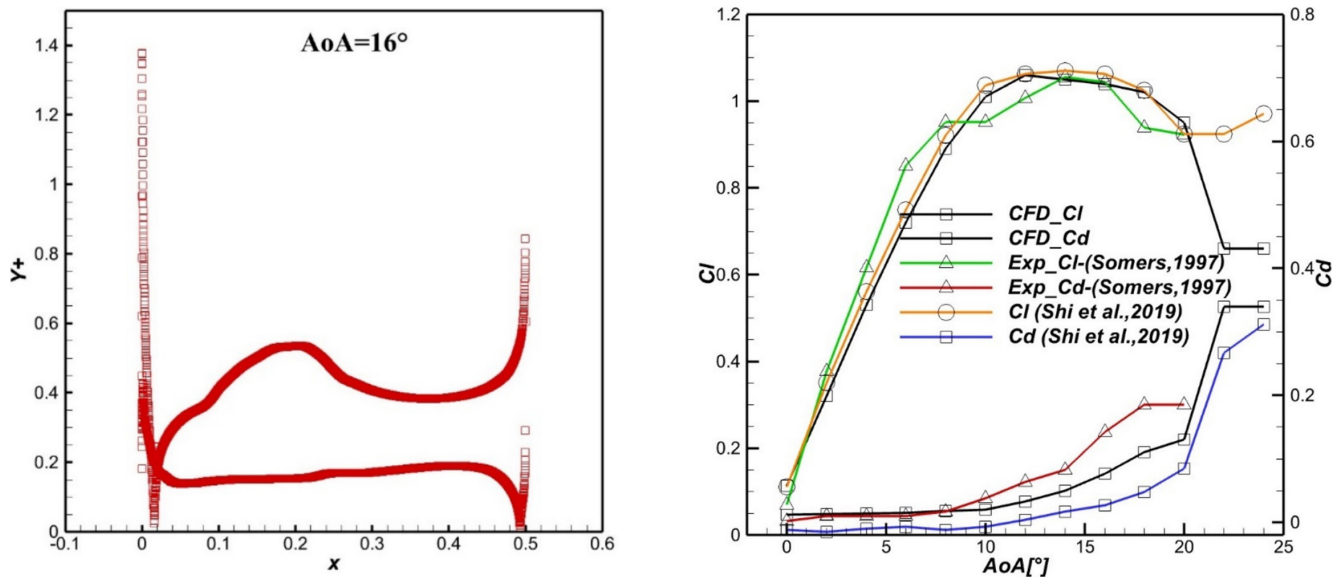 AoA=16°
1.4
1.2
1
0.8
0.6
0.4
0.2
0
Y+
-0.1
0
0.1
0.2
0.3
0.4
0.5
0.6
x
1.2
1
0.8
0.6
0.4
0.2
0
Cl
CFD_Cl
CFD_Cd
Exp_Cl-(Somers,1997)
Exp_Cd-(Somers,1997)
Cl (Shi et al.,2019)
Cd (Shi et al.,2019)
0.8
0.6
0.4
0.2
0
Cd
0
5
10
15
20
25
AoA[°]